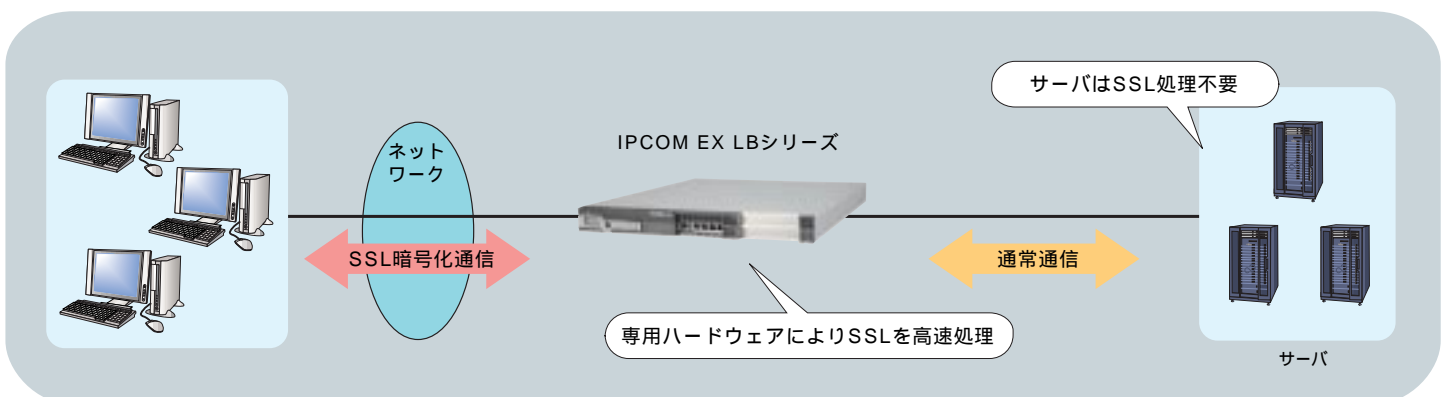 サーバはSSL処理不要
ネット
ワーク
IPCOM EX LBシリーズ
SSL暗号化通信
通常通信
専用ハードウェアによりSSLを高速処理
サーバ